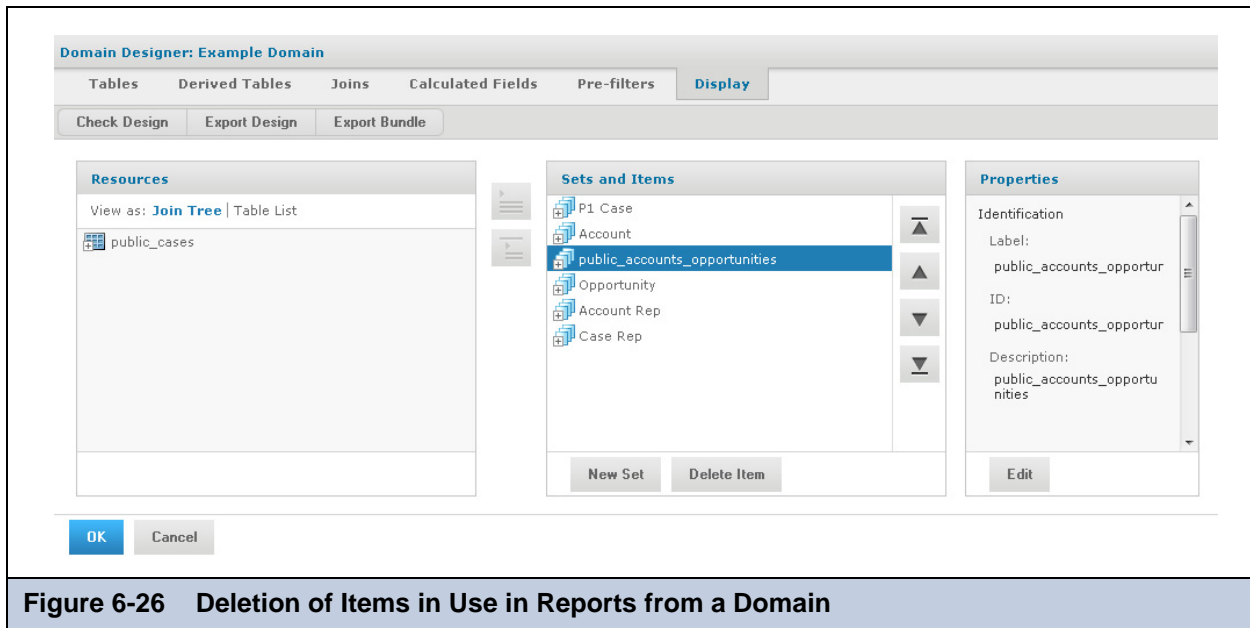 Domain Designer: Example Domain
Tables Derived Tables Joins Calculated Fields Pre-filters Display
Check Design Export Design Export Bundle
Resources
View as: Join Tree | Table List
public_cases
Sets and Items
P1 Case
Account
public_accounts_opportunities
Opportunity
Account Rep
Case Rep
New Set Delete Item
Properties
Identification
Label:
public_accounts_opportur
ID:
public_accounts_opportur
Description:
public_accounts_opportu
nities
Edit
OK Cancel
Figure 6-26 Deletion of Items in Use in Reports from a Domain